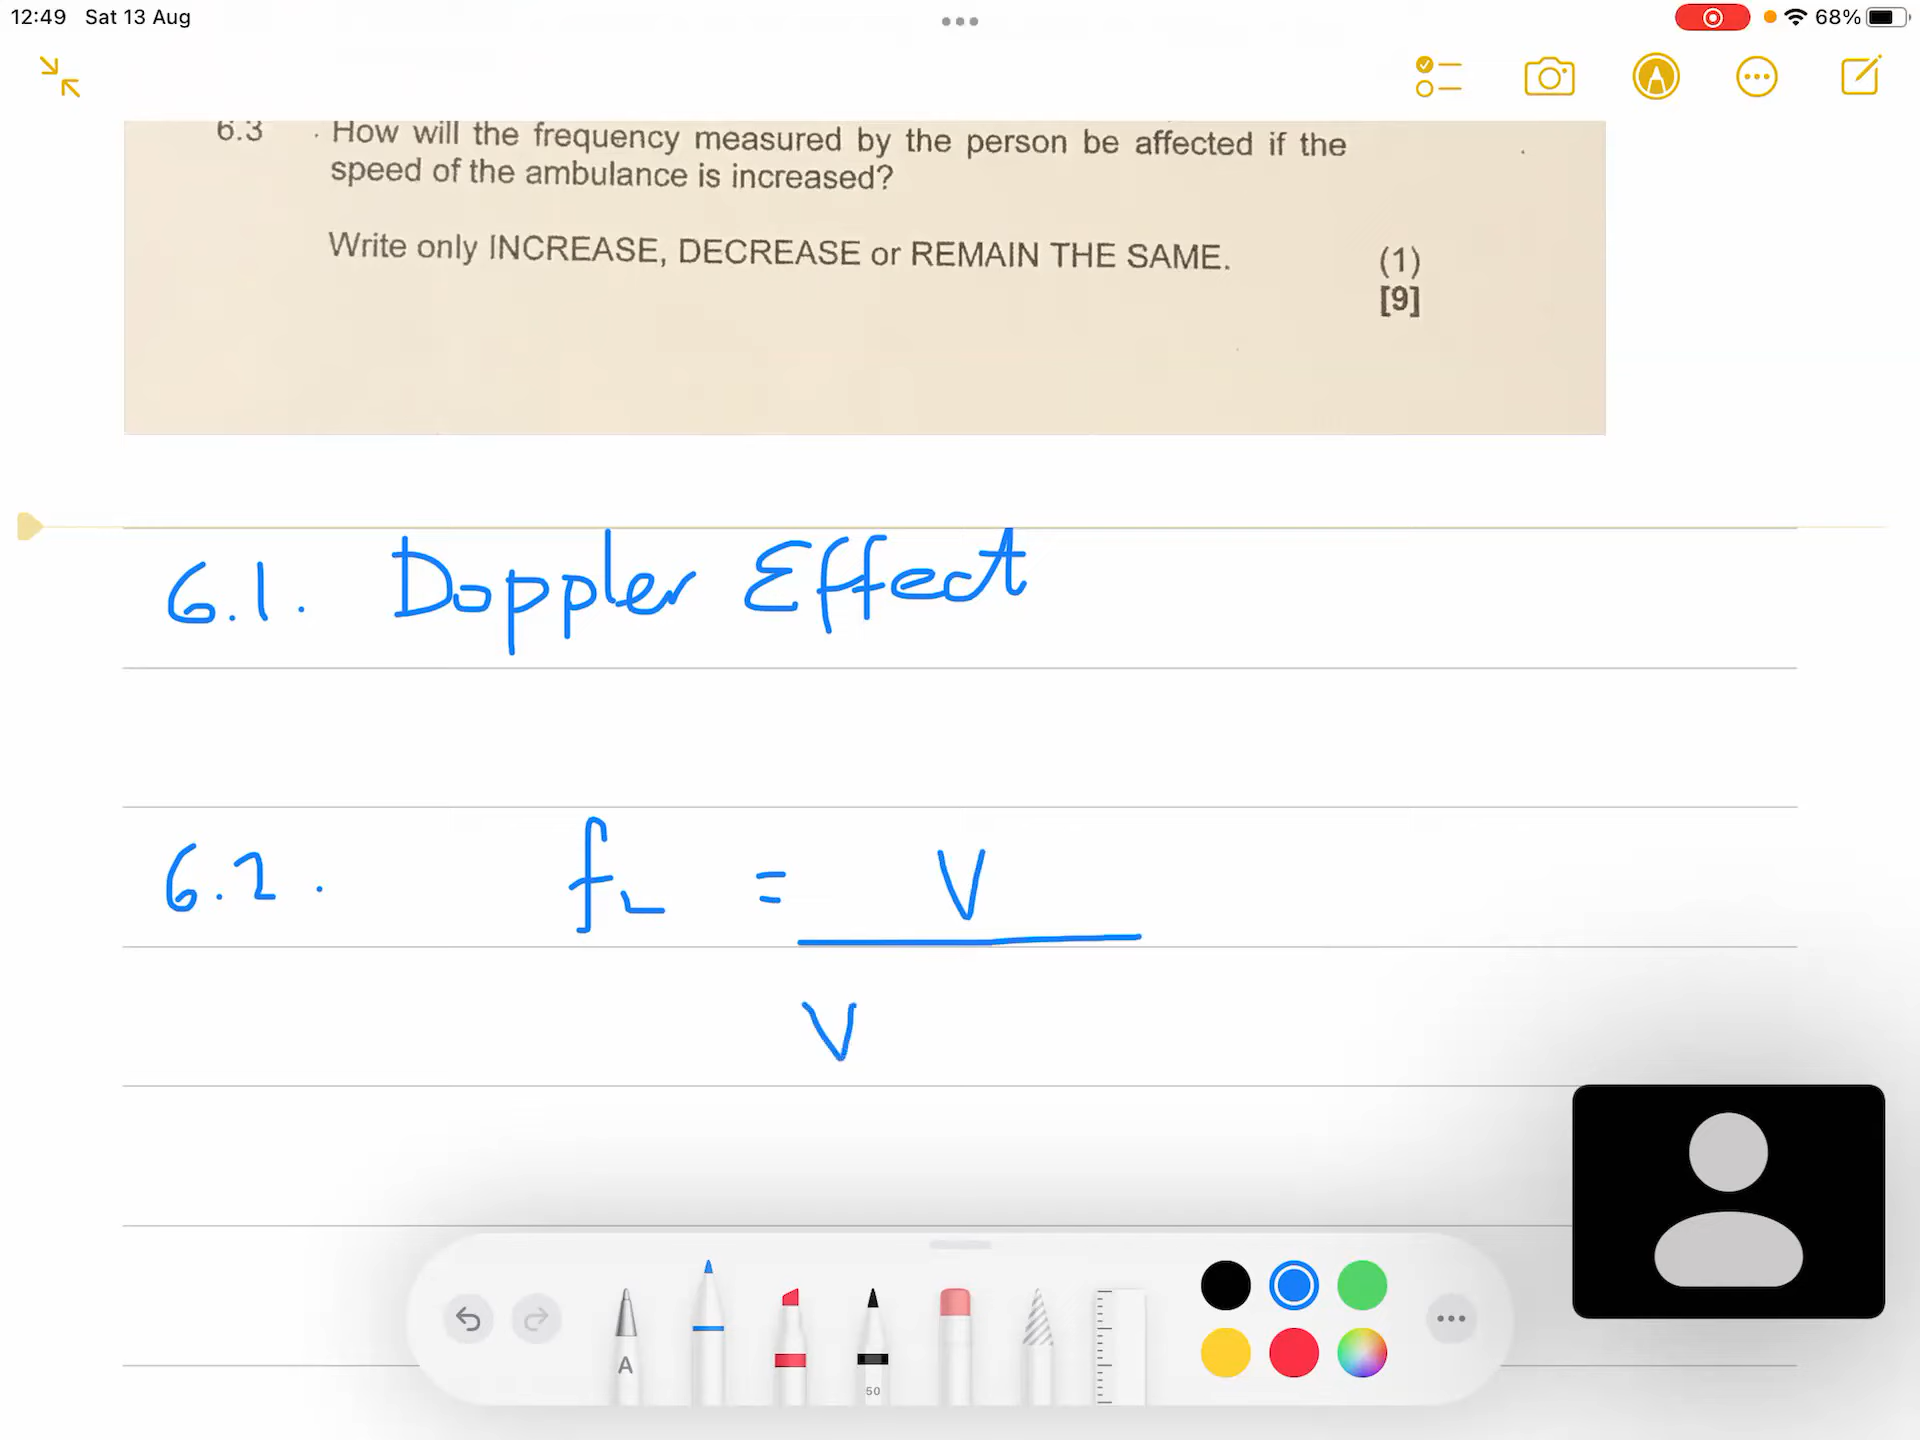 12:49 Sat 13 Aug
68%
6.3 How will the frequency measured by the person be affected if the
speed of the ambulance is increased?
Write only INCREASE, DECREASE or REMAIN THE SAME. (1)
[9]
6.1. Doppler Effect
6.2. fL = V
V
A
50